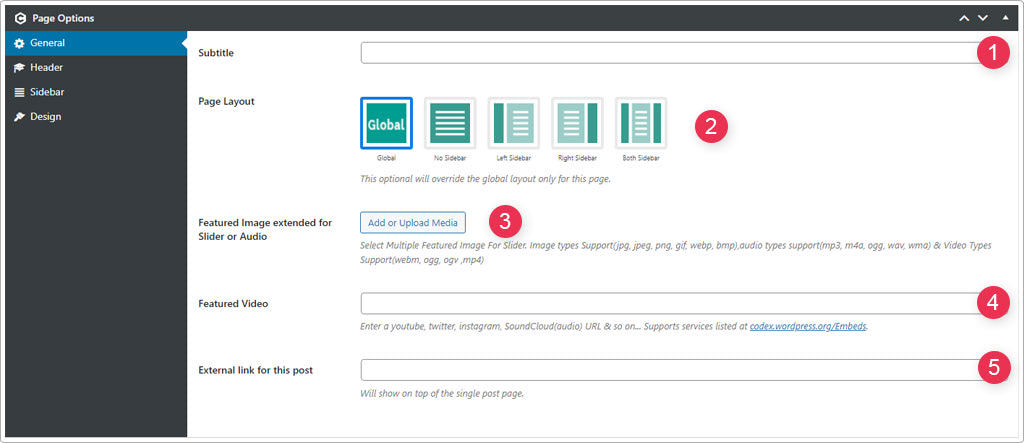 Page Options
General
Header
Sidebar
Design
Subtitle
1
Page Layout
Global
Global
No Sidebar
Left Sidebar
Right Sidebar
Both Sidebar
2
This optional will override the global layout only for this page.
Featured Image extended for
Slider or Audio
Add or Upload Media
3
Select Multiple Featured Image For Slider. Image types Support(jpg, jpeg, png, gif, webp, bmp),audio types support(mp3, m4a, ogg, wav, wma) & Video Types
Support(webm, ogg, ogv ,mp4)
Featured Video
4
Enter a youtube, twitter, instagram, SoundCloud(audio) URL & so on... Supports services listed at codex.wordpress.org/Embeds.
External link for this post
5
Will show on top of the single post page.